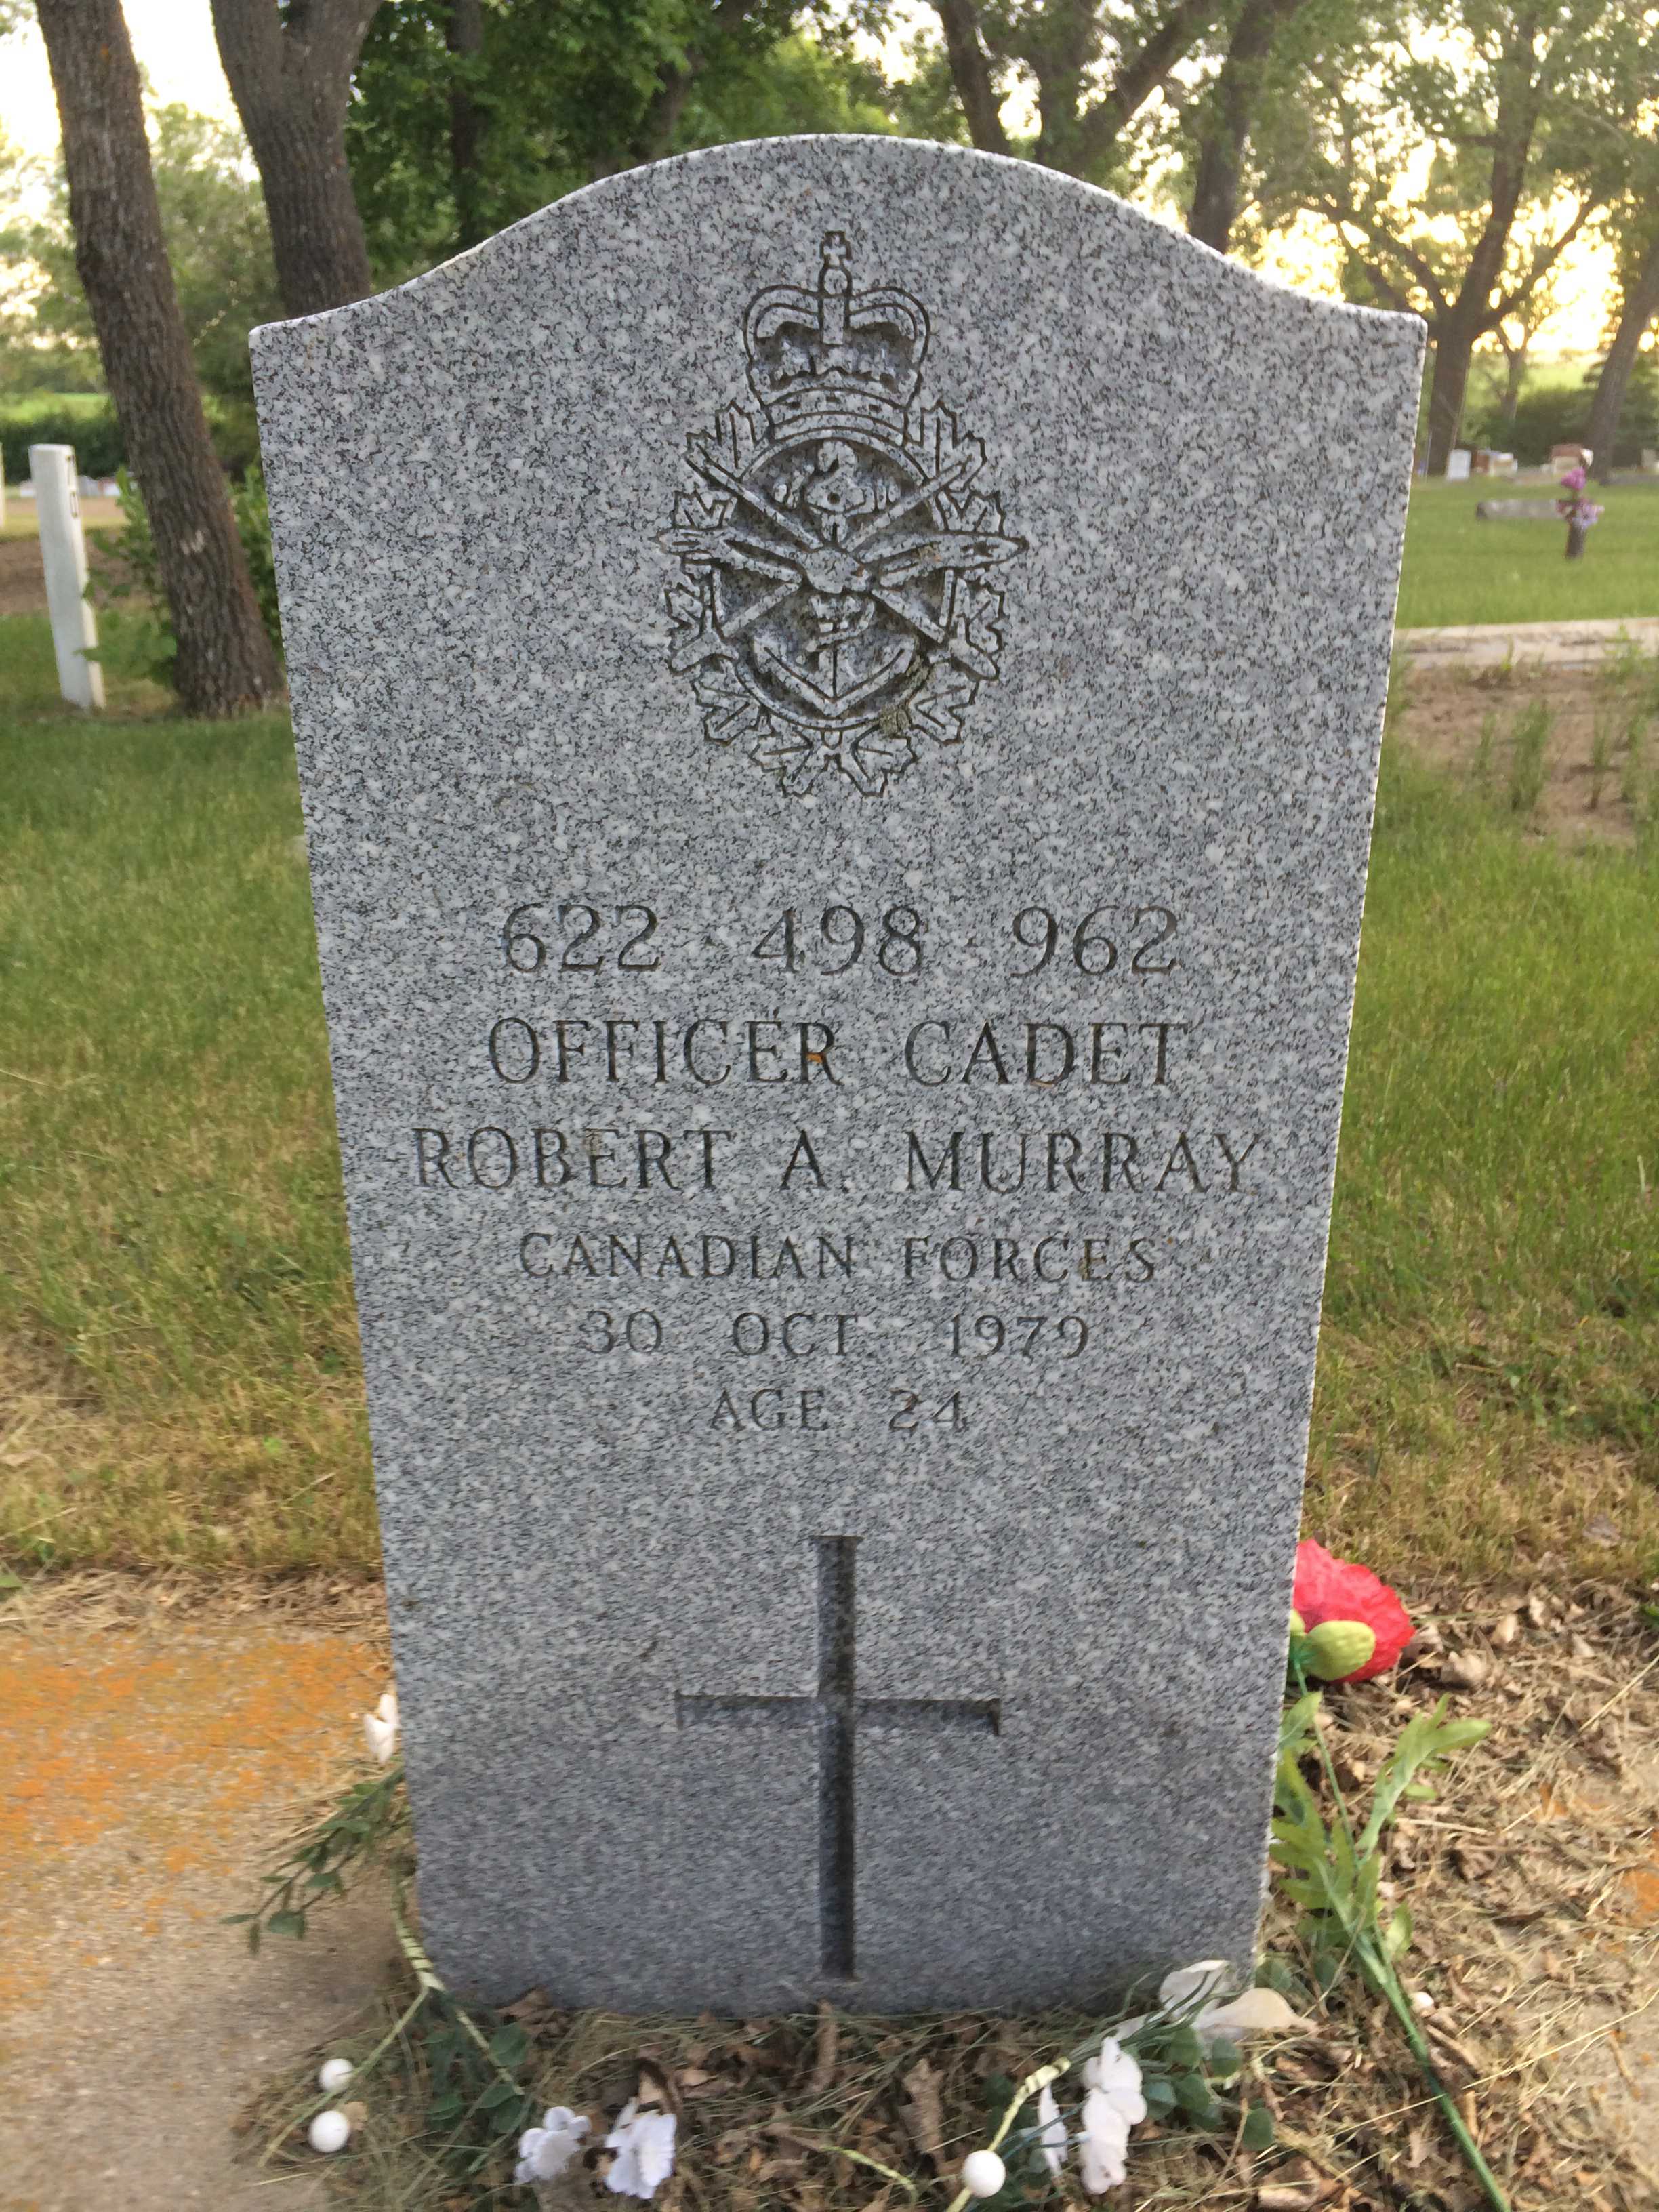 622 498 962
OFFICER CADET
ROBERT A. MURRAY
CANADIAN FORCES
30 OCT. 1979
AGE 24